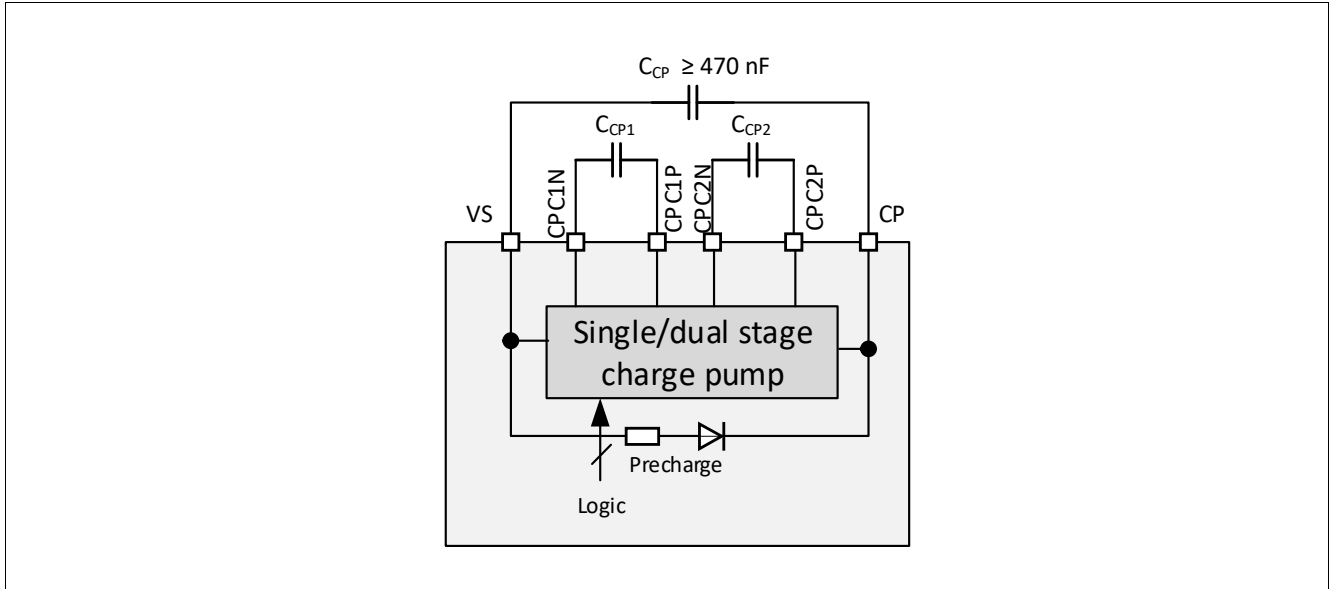 C_CP ≥ 470 nF
C_CP1
C_CP2
VS
CPC1N
CPC1P
CPC2N
CPC2P
CP
Single/dual stage
charge pump
Precharge
Logic